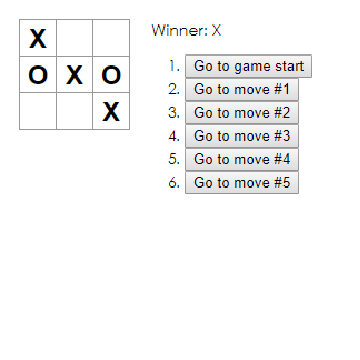 X
O X O
X
Winner: X
1. Go to game start
2. Go to move #1
3. Go to move #2
4. Go to move #3
5. Go to move #4
6. Go to move #5